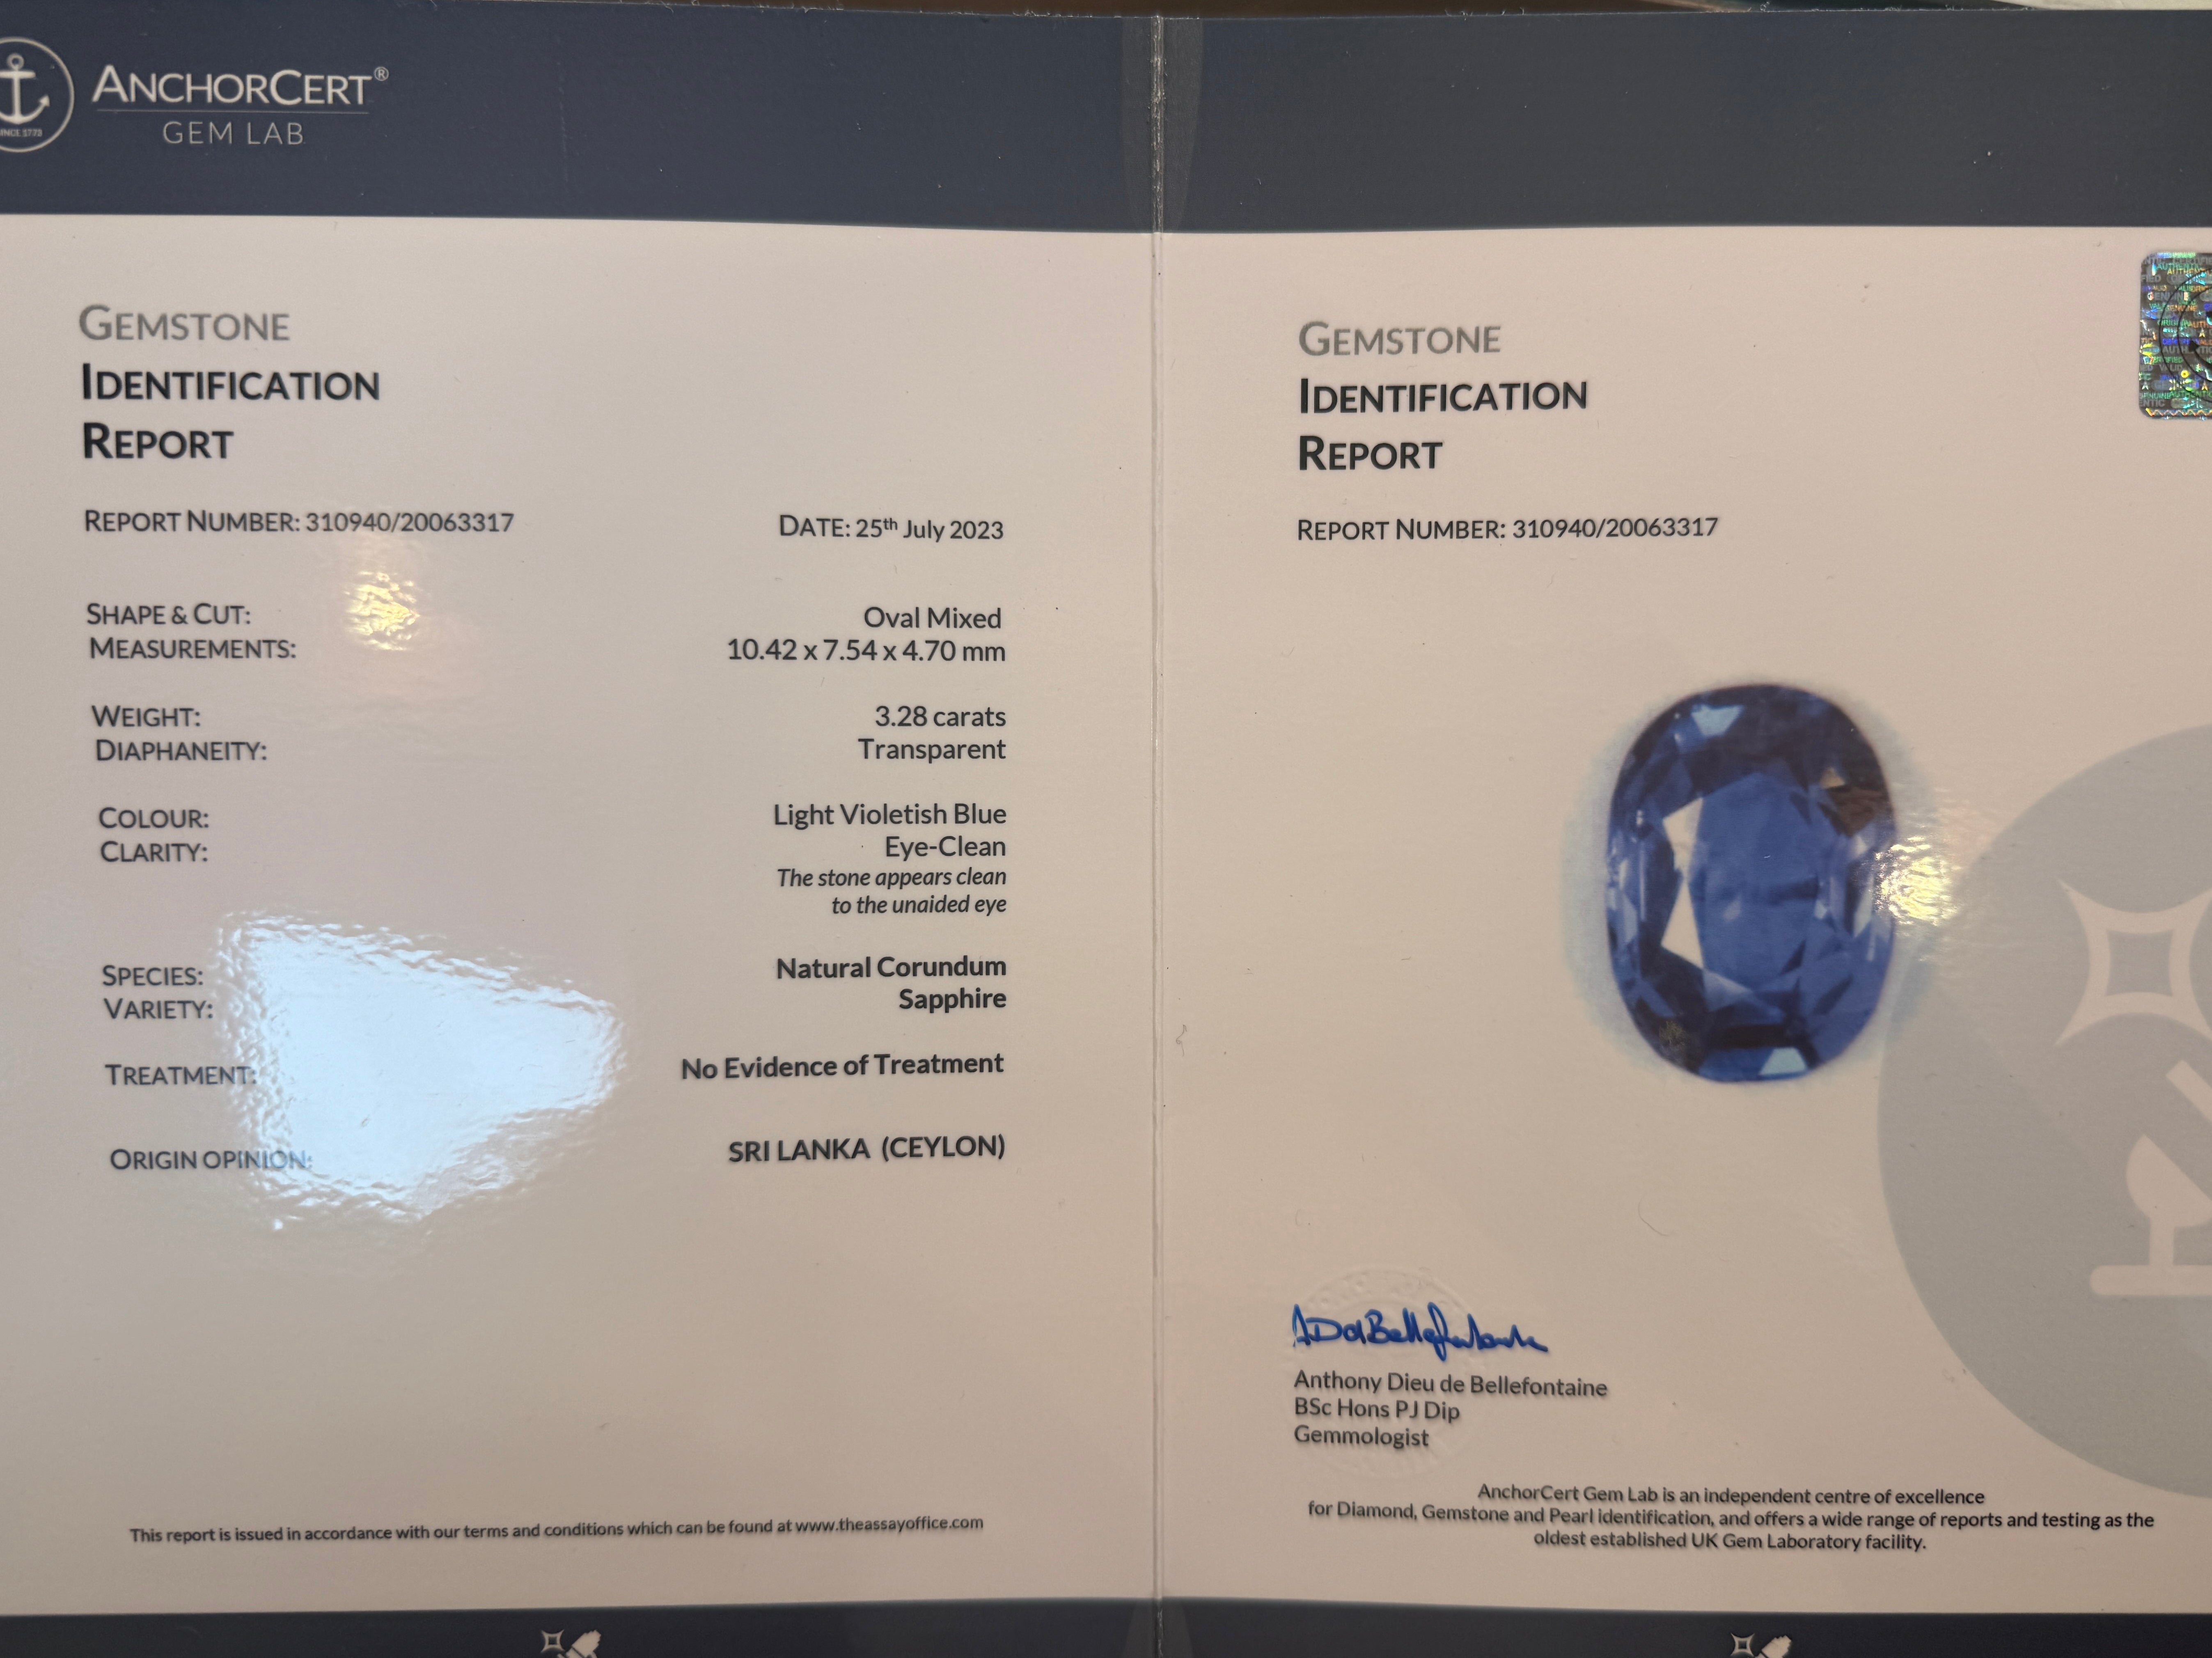 ANCHORCERT®
GEM LAB
SINCE 1773
GEMSTONE
IDENTIFICATION
REPORT
REPORT NUMBER: 310940/20063317
DATE: 25th July 2023
SHAPE & CUT: Oval Mixed
MEASUREMENTS: 10.42 x 7.54 x 4.70 mm
WEIGHT: 3.28 carats
DIAPHANEITY: Transparent
COLOUR: Light Violetish Blue
CLARITY: Eye-Clean
The stone appears clean
to the unaided eye
SPECIES: Natural Corundum
VARIETY: Sapphire
TREATMENT: No Evidence of Treatment
ORIGIN OPINION: SRI LANKA (CEYLON)
This report is issued in accordance with our terms and conditions which can be found at www.theassayoffice.com
GEMSTONE
IDENTIFICATION
REPORT
REPORT NUMBER: 310940/20063317
Anthony Dieu de Bellefontaine
BSc Hons PJ Dip
Gemmologist
AnchorCert Gem Lab is an independent centre of excellence
for Diamond, Gemstone and Pearl identification, and offers a wide range of reports and testing as the
oldest established UK Gem Laboratory facility.